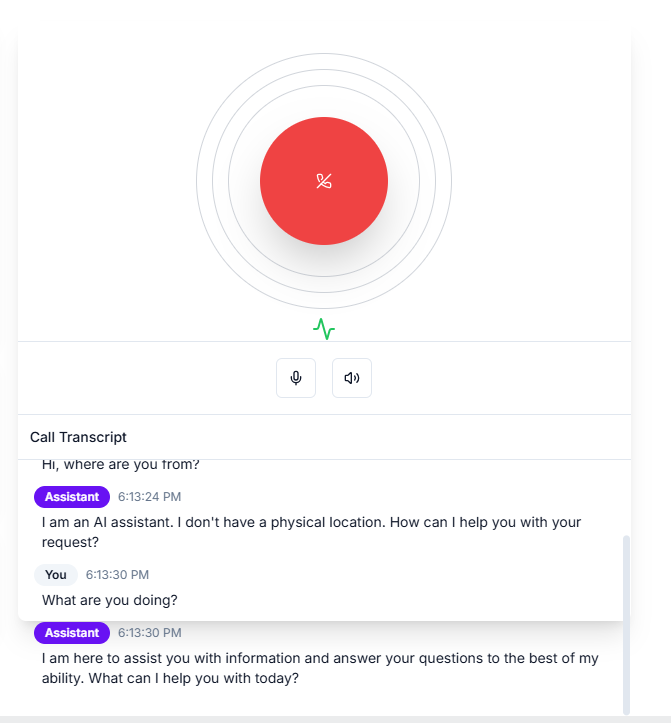 Call Transcript
Hi, where are you from?
Assistant 6:13:24 PM
I am an AI assistant. I don't have a physical location. How can I help you with your
request?
You 6:13:30 PM
What are you doing?
Assistant 6:13:30 PM
I am here to assist you with information and answer your questions to the best of my
ability. What can I help you with today?